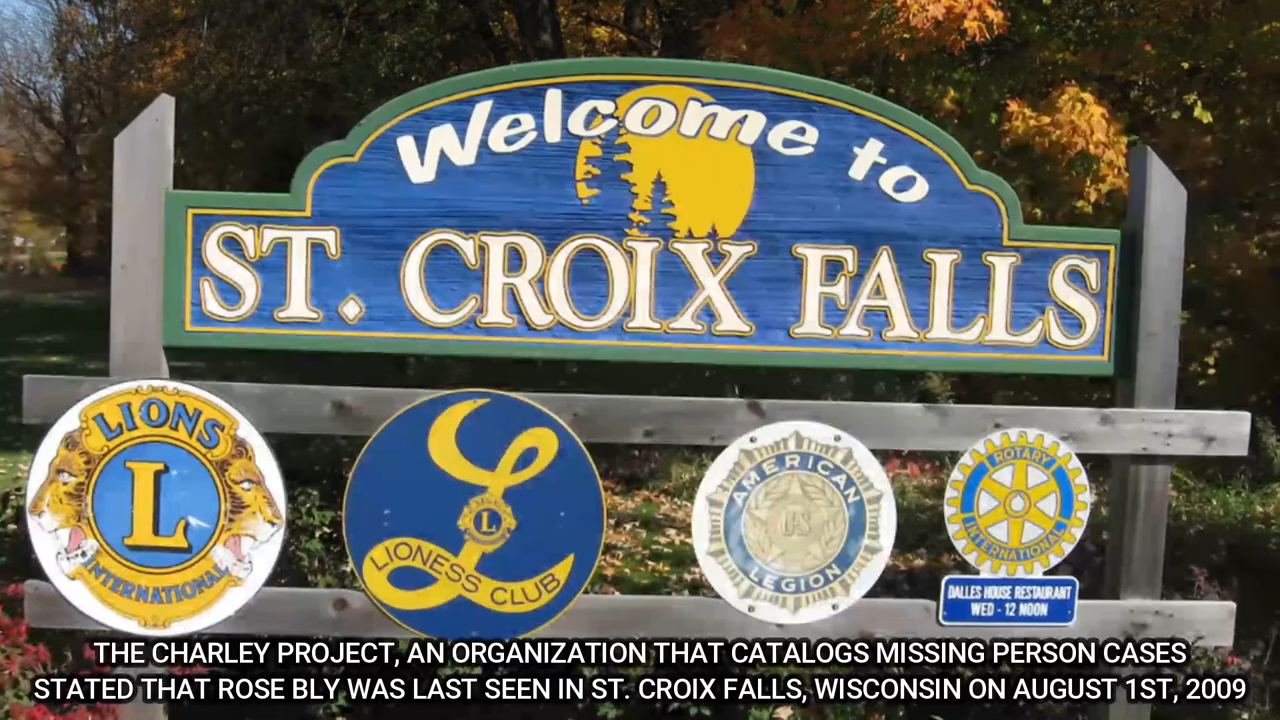 Welcome to
ST. CROIX FALLS
LIONS
L
INTERNATIONAL
L
LIONESS CLUB
AMERICAN
US
LEGION
ROTARY
INTERNATIONAL
DALLES HOUSE RESTAURANT
WED - 12 NOON
THE CHARLEY PROJECT, AN ORGANIZATION THAT CATALOGS MISSING PERSON CASES
STATED THAT ROSE BLY WAS LAST SEEN IN ST. CROIX FALLS, WISCONSIN ON AUGUST 1ST, 2009